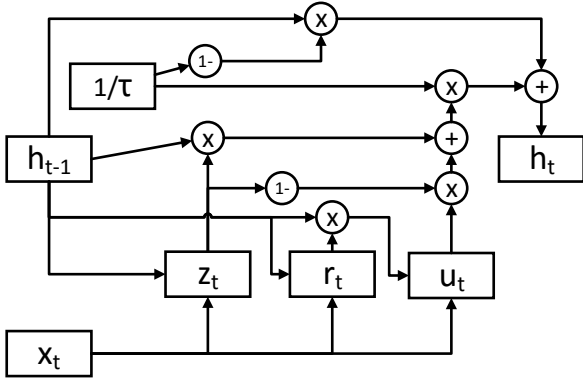 x
1-
1/τ
x
+
h_{t-1}
x
+
h_t
1-
x
x
z_t
r_t
u_t
x_t